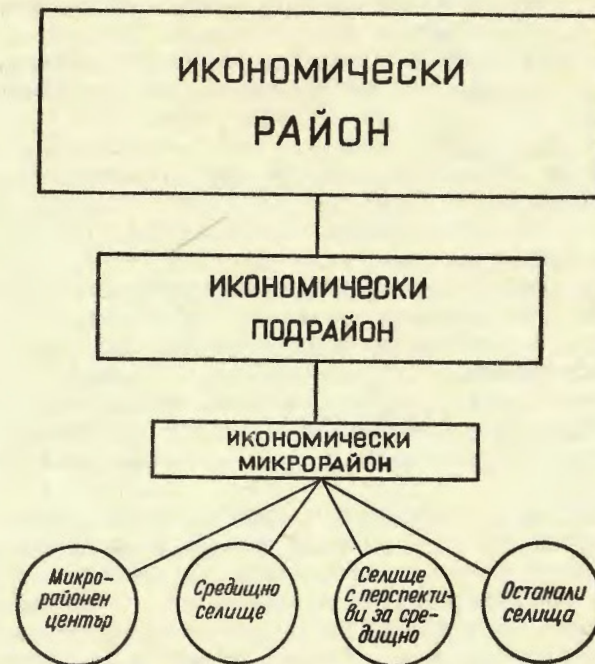 ИКОНОМИЧЕСКИ
РАЙОН
ИКОНОМИЧЕСКИ
ПОДРАЙОН
ИКОНОМИЧЕСКИ
МИКРОРАЙОН
Микро-
районен
център
Средищно
селище
Селище
с перспекти-
ви за сре-
дищно
Останали
селища